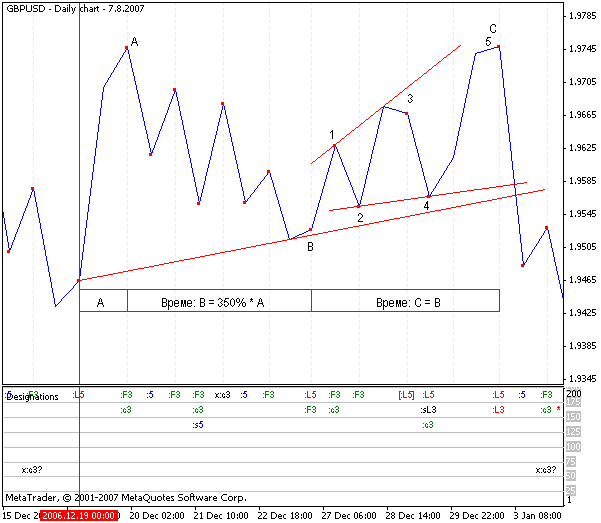 GBPUSD - Daily chart - 7.8.2007
1.9785
C
A
5
1.9745
1.9705
3
1.9665
1
1.9625
1.9585
4
2
1.9545
B
1.9505
1.9465
A
Време: B = 350% * A
Време: C = B
1.9425
1.9385
1.9345
:5 :F3 :L5 :F3 :5 :F3 :F3 x:c3 :5 :F3 :L5 :F3 :F3 [:L5] :L5 :L5 :5 :F3 200
Designations
:c3 :c3 :F3 :c3 :sL3 :L3 :c3 *
175
150
:s5 :c3
125
100
75
x:c3? x:c3?
50
25
MetaTrader, © 2001-2007 MetaQuotes Software Corp.
1
15 Dec 20 2006.12.19 00:00 20 Dec 02:00 21 Dec 10:00 22 Dec 18:00 27 Dec 06:00 28 Dec 14:00 29 Dec 22:00 3 Jan 08:00